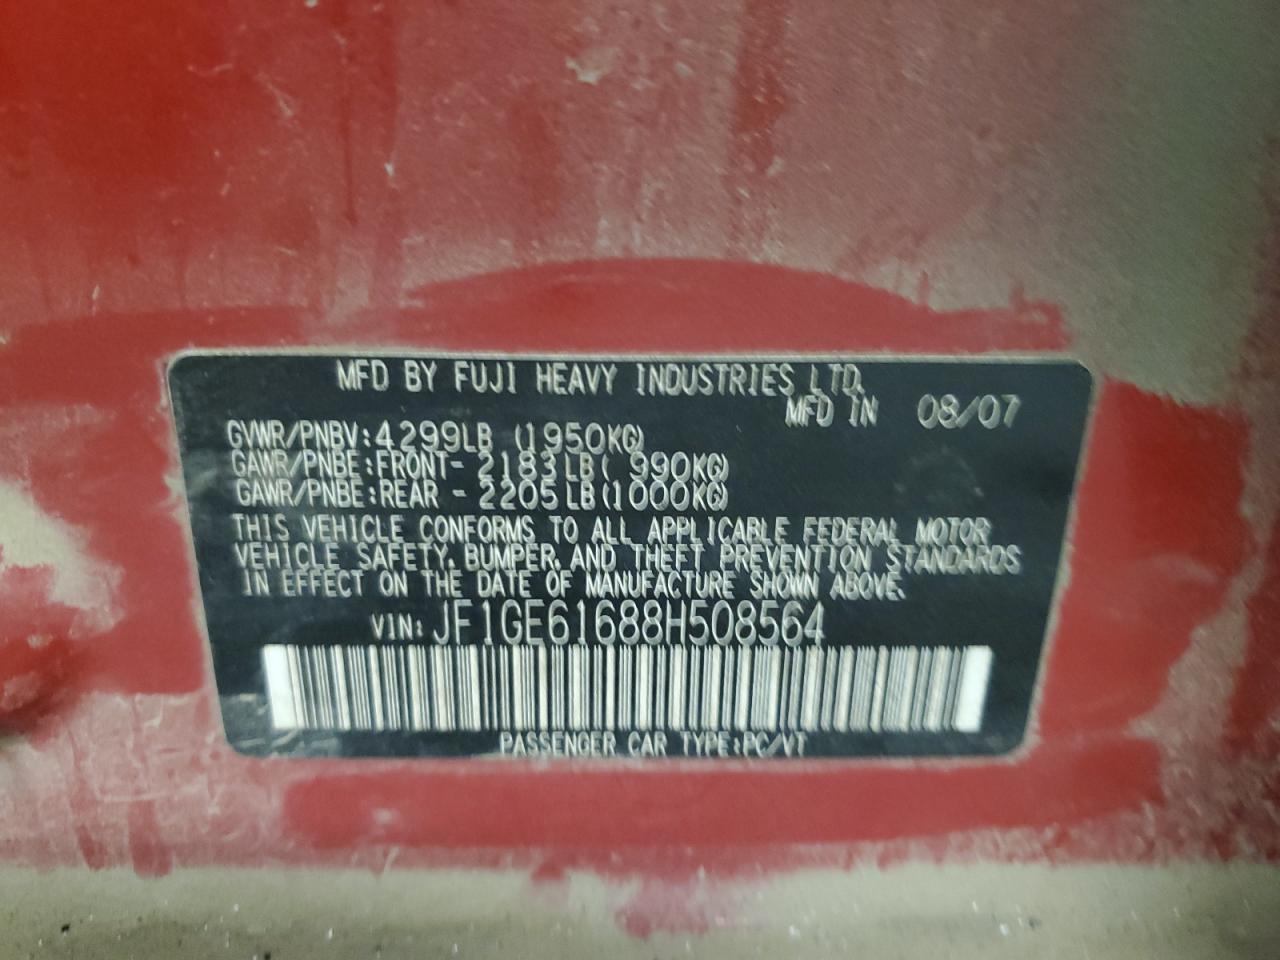 MFD BY FUJI HEAVY INDUSTRIES LTD.
MFD IN 08/07
GVWR/PNBV:4299LB (1950KG)
GAWR/PNBE:FRONT- 2183LB( 990KG)
GAWR/PNBE:REAR - 2205LB(1000KG)
THIS VEHICLE CONFORMS TO ALL APPLICABLE FEDERAL MOTOR
VEHICLE SAFETY, BUMPER, AND THEFT PREVENTION STANDARDS
IN EFFECT ON THE DATE OF MANUFACTURE SHOWN ABOVE.
VIN: JF1GE61688H508564
PASSENGER CAR TYPE:PC/VT